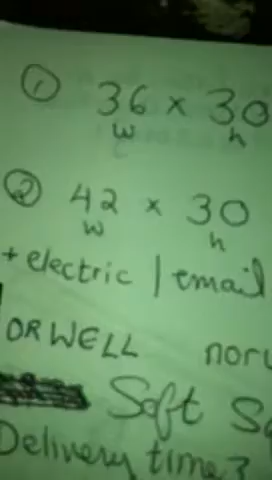 ① 36 x 30
w h
② 42 x 30
w h
+ electric / email
ORWELL
Soft
Delivery time?